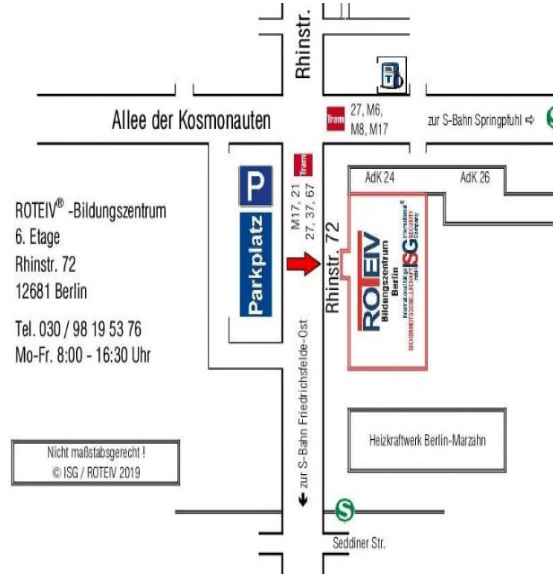 Rhinstr.
Allee der Kosmonauten
Tram
27, M6,
M8, M17
zur S-Bahn Springpfuhl
S
P
Parkplatz
Tram
M17, 21
27, 37, 67
AdK 24
AdK 26
ROTEIV® -Bildungszentrum
6. Etage
Rhinstr. 72
12681 Berlin
Tel. 030 / 98 19 53 76
Mo-Fr. 8:00 - 16:30 Uhr
Rhinstr. 72
ROTEIV
Bildungszentrum
Berlin
ISG
zur S-Bahn Friedrichsfelde-Ost
Heizkraftwerk Berlin-Marzahn
Nicht maßstabsgerecht !
© ISG / ROTEIV 2019
S
Seddiner Str.